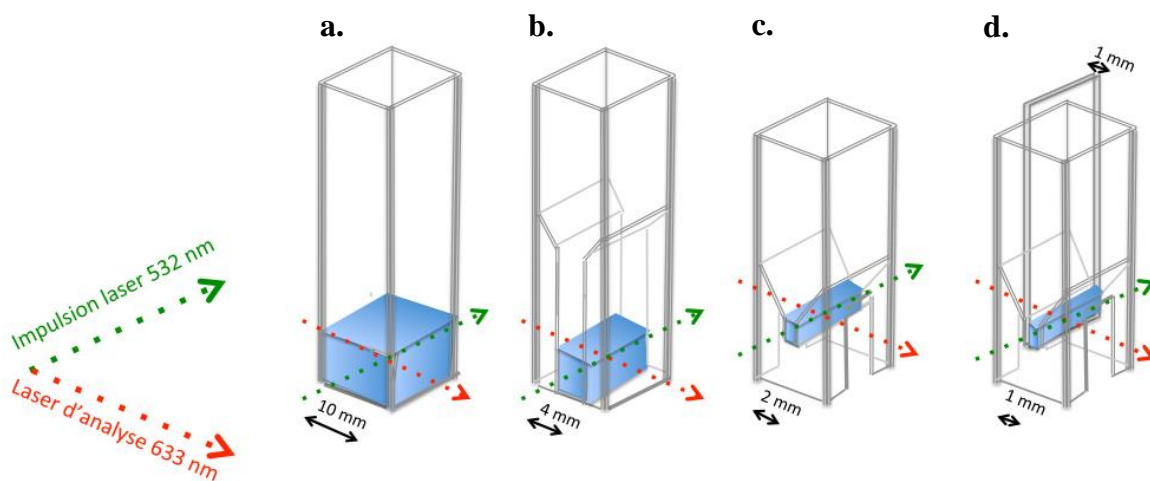 a.
b.
c.
d.
1 mm
Impulsion laser 532 nm
Laser d'analyse 633 nm
10 mm
4 mm
2 mm
1 mm